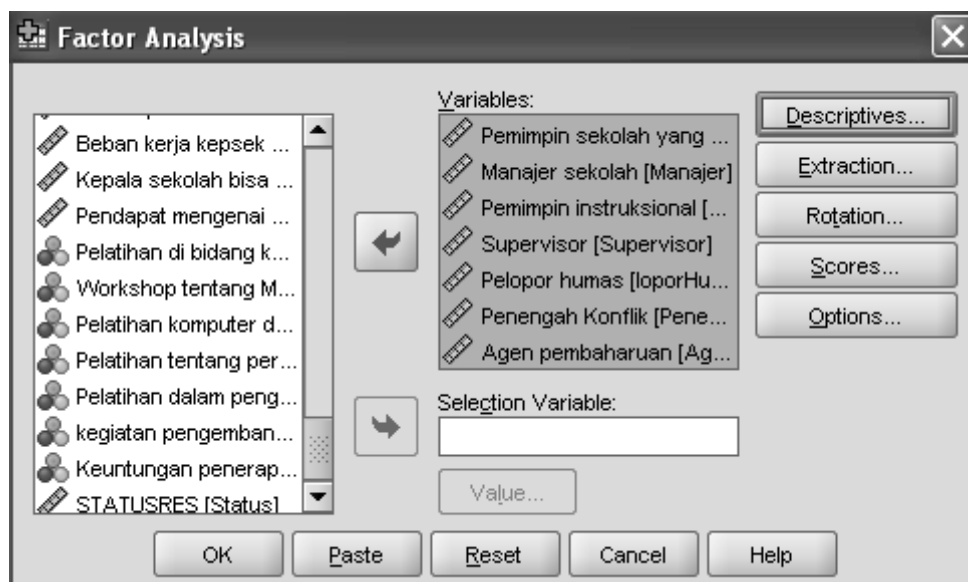 Factor Analysis
Beban kerja kepsek ...
Kepala sekolah bisa ...
Pendapat mengenai ...
Pelatihan di bidang k...
Workshop tentang M...
Pelatihan komputer d...
Pelatihan tentang per...
Pelatihan dalam peng...
kegiatan pengemban...
Keuntungan penerap...
STATUSRES [Status]
Variables:
Pemimpin sekolah yang ...
Manajer sekolah [Manajer]
Pemimpin instruksional [...
Supervisor [Supervisor]
Pelopor humas [loporHu...
Penengah Konflik [Pene...
Agen pembaharuan [Ag...
Selection Variable:
Value...
Descriptives...
Extraction...
Rotation...
Scores...
Options...
OK
Paste
Reset
Cancel
Help